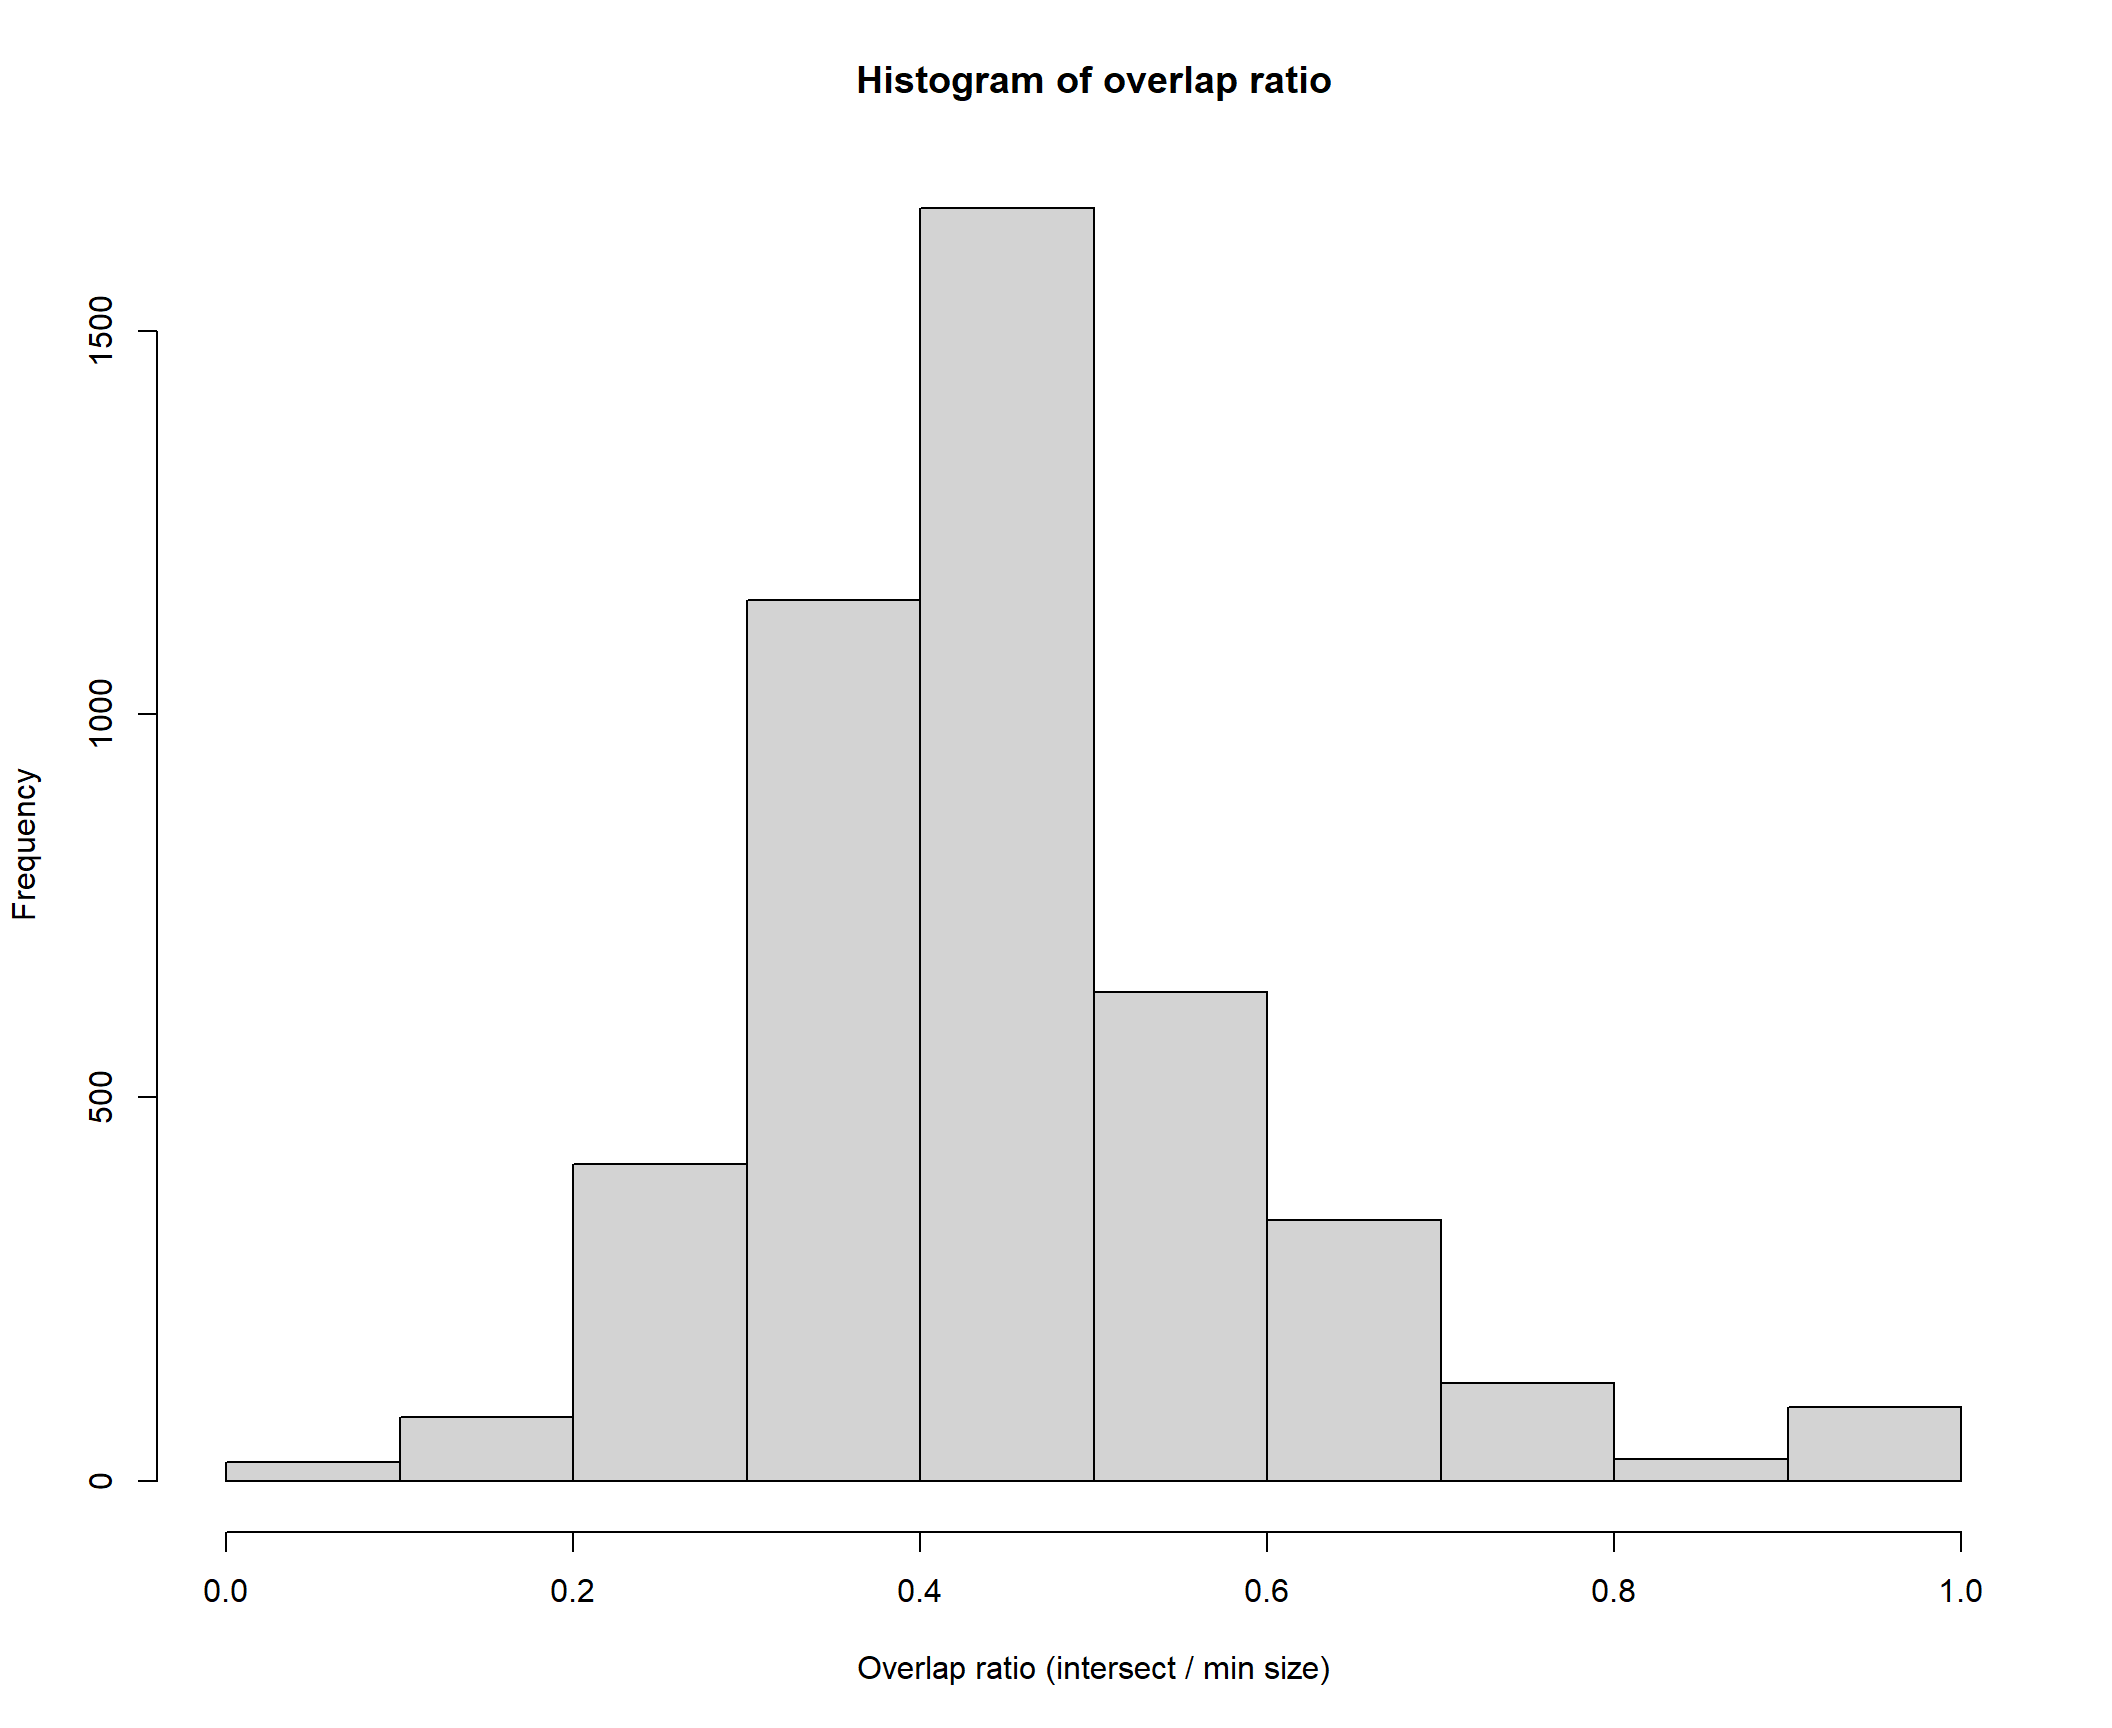 Histogram of overlap ratio
Frequency
1500
1000
500
0
0.0 0.2 0.4 0.6 0.8 1.0
Overlap ratio (intersect / min size)